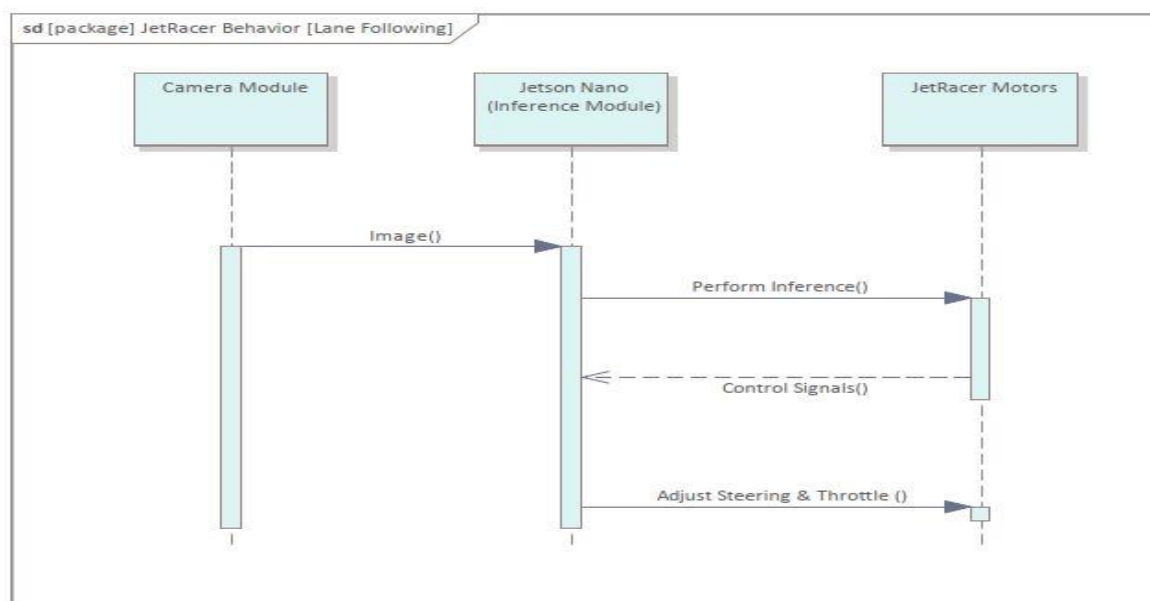 sd [package] JetRacer Behavior [Lane Following]
Camera Module
Jetson Nano
(Inference Module)
JetRacer Motors
Image()
Perform Inference()
Control Signals()
Adjust Steering & Throttle ()